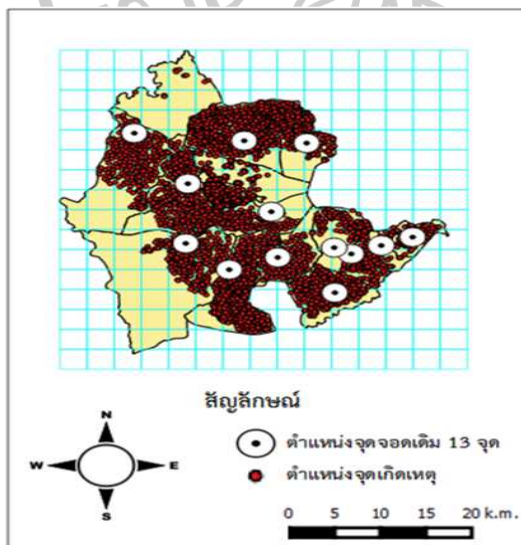 สัญลักษณ์
N
W E
S
ตำแหน่งจุดจอดเดิม 13 จุด
ตำแหน่งจุดเกิดเหตุ
0 5 10 15 20 k.m.